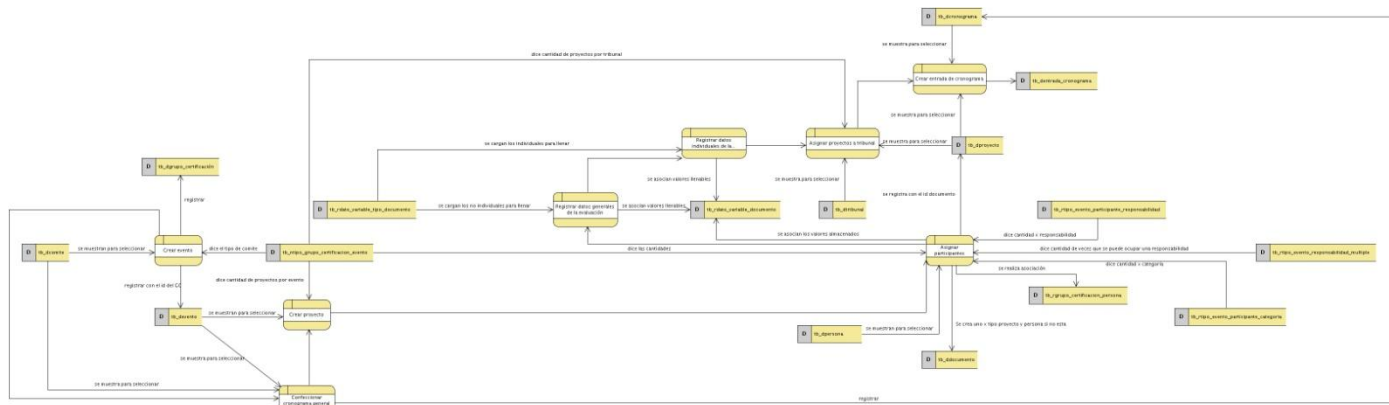 D tb_dcronograma
se muestra para seleccionar
dice cantidad de proyectos por tribunal
Crear entrada de cronograma
D tb_dentrada_cronograma
se muestra para seleccionar
Registrar datos
individuales de la...
Asignar proyectos a tribunal
se muestra para seleccionar
D tb_dproyecto
se cargan los individuales para llenar
D tb_dgrupo_certificación
se asocian valores llenables
se muestra para seleccionar
se registra con el id documento
registrar
Registrar datos generales
de la evaluación
D tb_rdato_variable_tipo_documento
se cargan los no individuales para llenar
se asocian valores llenables
D tb_rdato_variable_documento
D tb_dtribunal
D tb_rtipo_evento_participante_responsabilidad
dice cantidad x responsabilidad
se asocian los valores almacenados
Crear evento
D tb_dcomite
se muestran para seleccionar
dice el tipo de comite
D tb_ntipo_grupo_certificacion_evento
dice las cantidades
Asignar
participantes
dice cantidad de veces que se puede ocupar una responsabilidad
D tb_rtipo_evento_responsabilidad_multiple
dice cantidad x categoria
se realiza asociación
dice cantidad de proyectos por evento
registrar con el id del GC
D tb_rgrupo_certificacion_persona
D tb_devento
se muestran para seleccionar
Crear proyecto
D tb_rtipo_evento_participante_categoria
D tb_dpersona
se muestran para seleccionar
Se crea uno x tipo proyecto y persona si no esta
se muestra para seleccionar
D tb_ddocumento
se muestra para seleccionar
Confeccionar
cronograma general
registrar